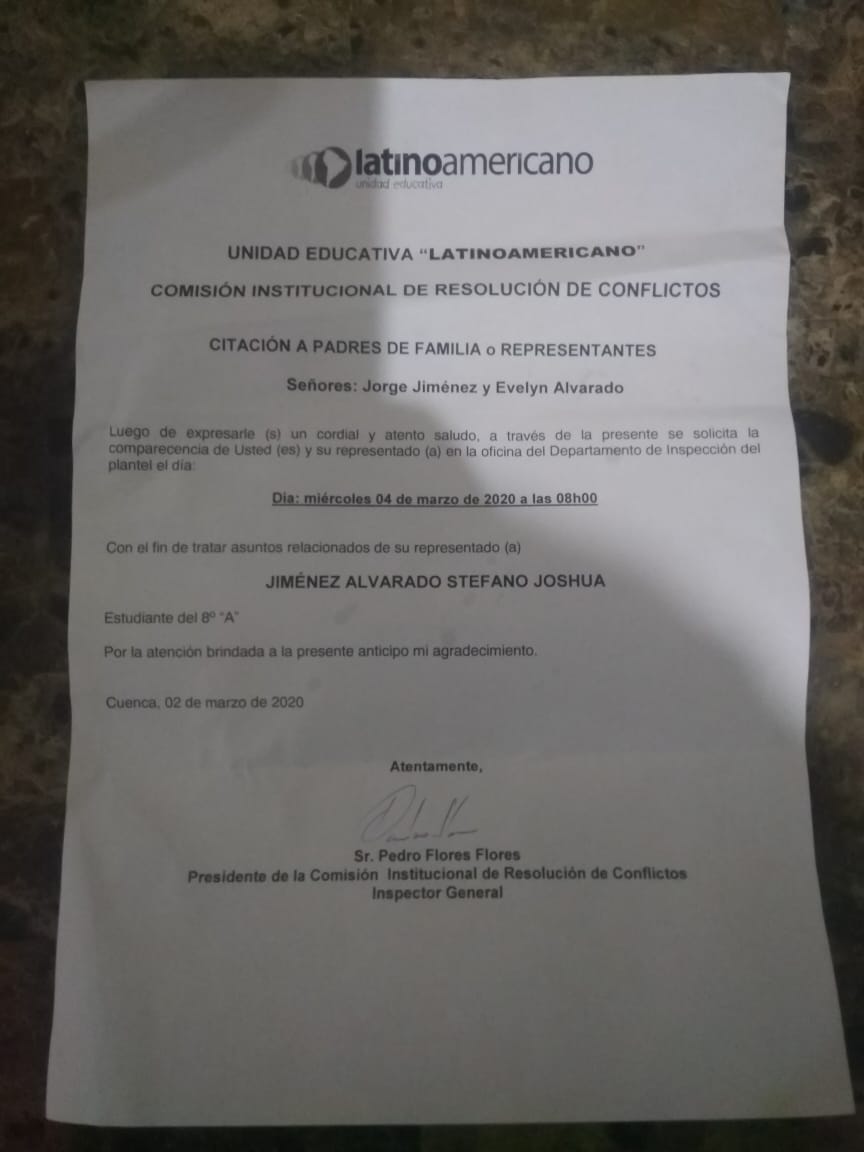 latinoamericano
unidad educativa
UNIDAD EDUCATIVA “LATINOAMERICANO”
COMISIÓN INSTITUCIONAL DE RESOLUCIÓN DE CONFLICTOS
CITACIÓN A PADRES DE FAMILIA o REPRESENTANTES
Señores: Jorge Jiménez y Evelyn Alvarado
Luego de expresarle (s) un cordial y atento saludo, a través de la presente se solicita la
comparecencia de Usted (es) y su representado (a) en la oficina del Departamento de Inspección del
plantel el día:
Dia: miércoles 04 de marzo de 2020 a las 08h00
Con el fin de tratar asuntos relacionados de su representado (a)
JIMÉNEZ ALVARADO STEFANO JOSHUA
Estudiante del 8º “A”
Por la atención brindada a la presente anticipo mi agradecimiento.
Cuenca, 02 de marzo de 2020
Atentamente,
Sr. Pedro Flores Flores
Presidente de la Comisión Institucional de Resolución de Conflictos
Inspector General